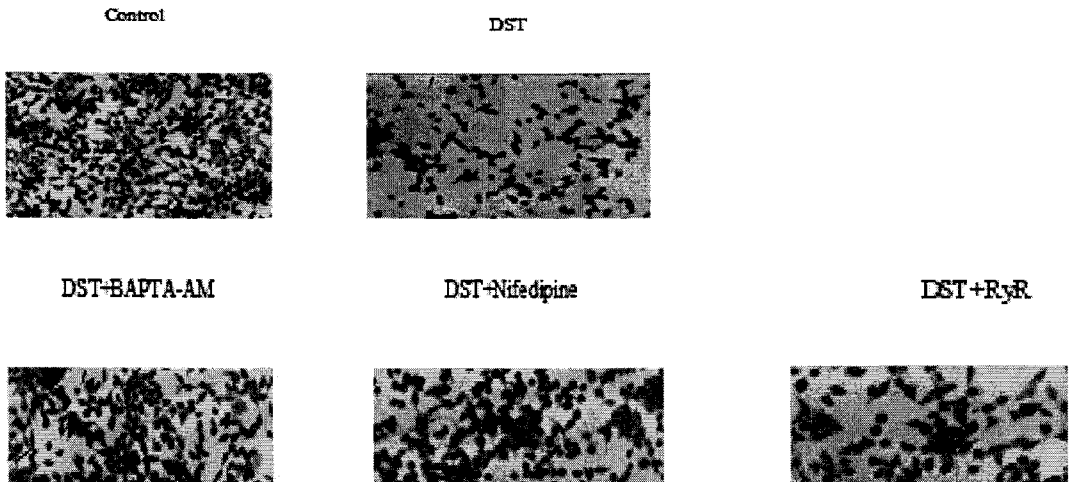 Control
DST
DST+BAPTA-AM
DST+Nifedipine
DST+RyR